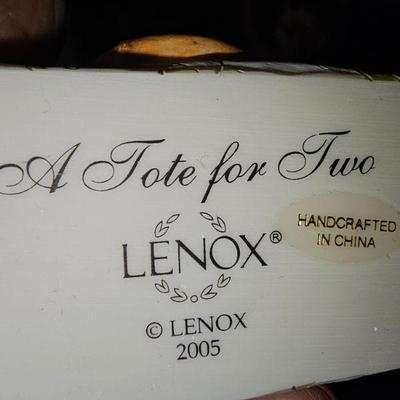 A Tote for Two
LENOX®
HANDCRAFTED
IN CHINA
© LENOX
2005